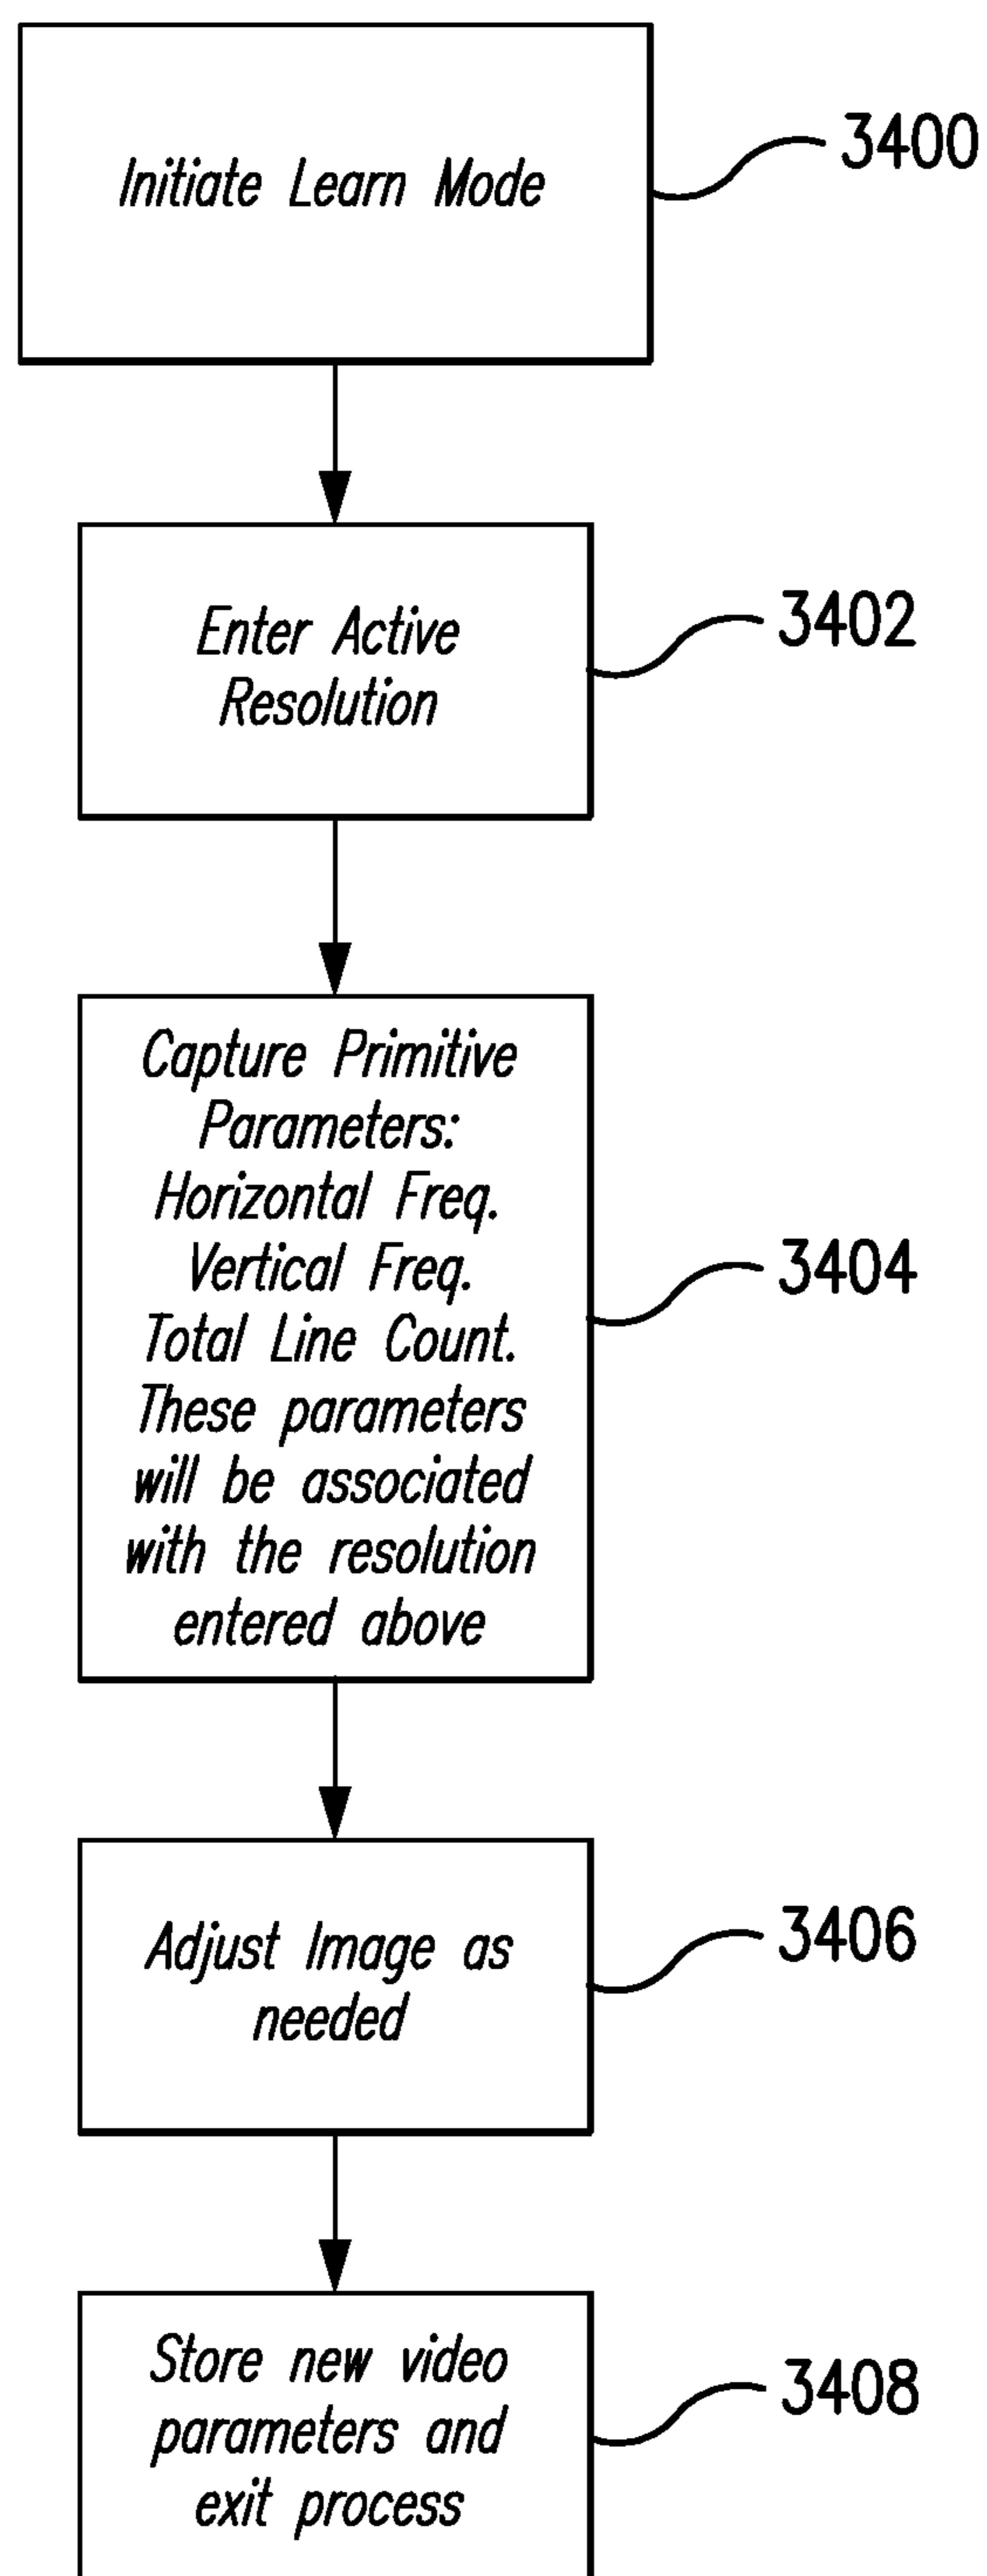 Initiate Learn Mode
3400
Enter Active
Resolution
3402
Capture Primitive
Parameters:
Horizontal Freq.
Vertical Freq.
Total Line Count.
These parameters
will be associated
with the resolution
entered above
3404
Adjust Image as
needed
3406
Store new video
parameters and
exit process
3408